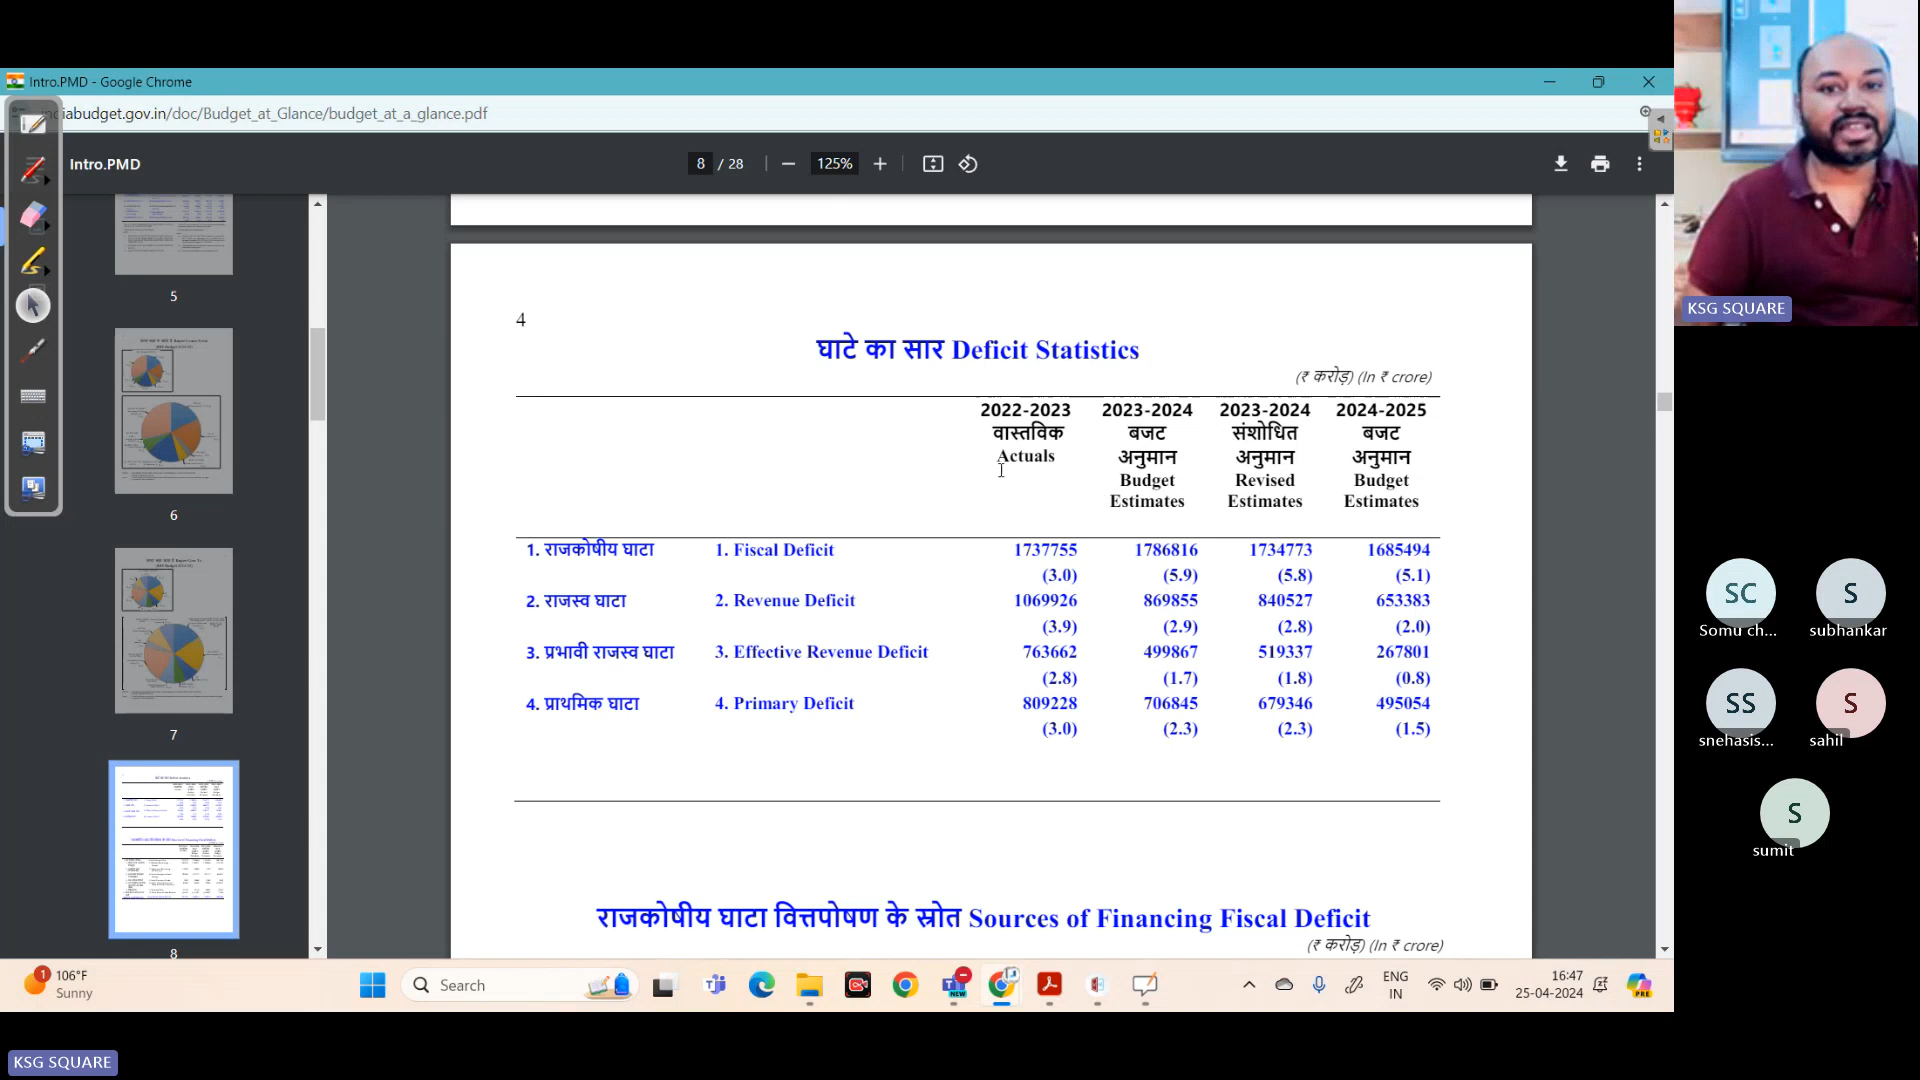 Intro.PMD - Google Chrome
iabudget.gov.in/doc/Budget_at_Glance/budget_at_a_glance.pdf
Intro.PMD
8 / 28
125%
5
6
7
8
4
घाटे का सार Deficit Statistics
(₹ करोड़) (In ₹ crore)
2022-2023 2023-2024 2023-2024 2024-2025
वास्तविक बजट संशोधित बजट
Actuals अनुमान अनुमान अनुमान
Budget Revised Budget
Estimates Estimates Estimates
1. राजकोषीय घाटा 1. Fiscal Deficit 1737755 1786816 1734773 1685494
(3.0) (5.9) (5.8) (5.1)
2. राजस्व घाटा 2. Revenue Deficit 1069926 869855 840527 653383
(3.9) (2.9) (2.8) (2.0)
3. प्रभावी राजस्व घाटा 3. Effective Revenue Deficit 763662 499867 519337 267801
(2.8) (1.7) (1.8) (0.8)
4. प्राथमिक घाटा 4. Primary Deficit 809228 706845 679346 495054
(3.0) (2.3) (2.3) (1.5)
राजकोषीय घाटा वित्तपोषण के स्रोत Sources of Financing Fiscal Deficit
(₹ करोड़) (In ₹ crore)
KSG SQUARE
SC
Somu ch...
S
subhankar
SS
snehasis...
S
sahil
S
sumit
1
106°F
Sunny
Search
NEW
ENG
IN
16:47
25-04-2024
PRE
KSG SQUARE